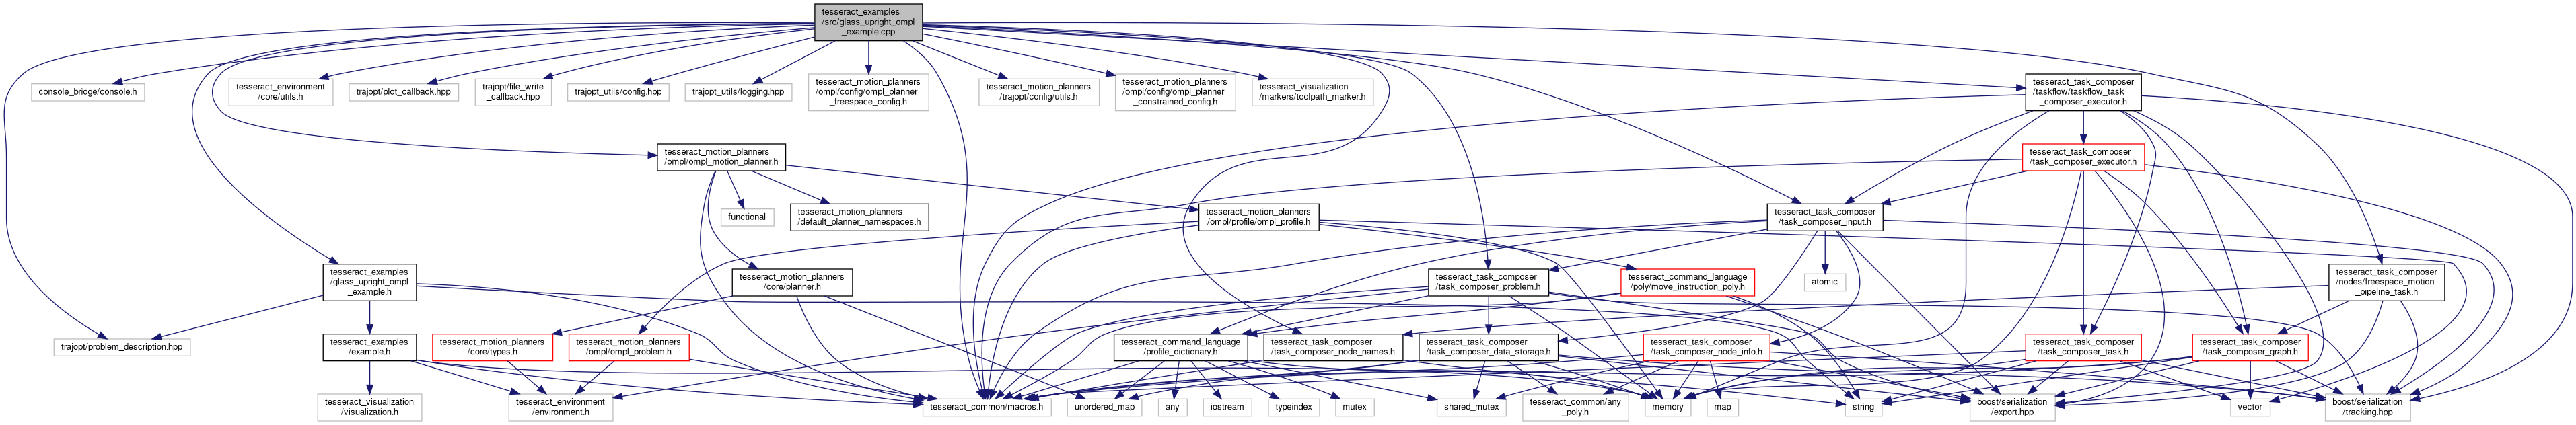 tesseract_examples
/src/glass_upright_ompl
_example.cpp
console_bridge/console.h
tesseract_environment
/core/utils.h
trajopt/plot_callback.hpp
trajopt/file_write
_callback.hpp
trajopt_utils/config.hpp
trajopt_utils/logging.hpp
tesseract_motion_planners
/ompl/config/ompl_planner
_freespace_config.h
tesseract_motion_planners
/trajopt/config/utils.h
tesseract_motion_planners
/ompl/config/ompl_planner
_constrained_config.h
tesseract_visualization
/markers/toolpath_marker.h
tesseract_task_composer
/taskflow/taskflow_task
_composer_executor.h
tesseract_motion_planners
/ompl/ompl_motion_planner.h
tesseract_task_composer
/task_composer_executor.h
functional
tesseract_motion_planners
/default_planner_namespaces.h
tesseract_motion_planners
/ompl/profile/ompl_profile.h
tesseract_task_composer
/task_composer_input.h
tesseract_examples
/glass_upright_ompl
_example.h
tesseract_motion_planners
/core/planner.h
tesseract_task_composer
/task_composer_problem.h
tesseract_command_language
/poly/move_instruction_poly.h
atomic
tesseract_task_composer
/nodes/freespace_motion
_pipeline_task.h
trajopt/problem_description.hpp
tesseract_examples
/example.h
tesseract_motion_planners
/core/types.h
tesseract_motion_planners
/ompl/ompl_problem.h
tesseract_command_language
/profile_dictionary.h
tesseract_task_composer
/task_composer_node_names.h
tesseract_task_composer
/task_composer_data_storage.h
tesseract_task_composer
/task_composer_node_info.h
tesseract_task_composer
/task_composer_task.h
tesseract_task_composer
/task_composer_graph.h
tesseract_visualization
/visualization.h
tesseract_environment
/environment.h
tesseract_common/macros.h
unordered_map
any
iostream
typeindex
mutex
shared_mutex
tesseract_common/any
_poly.h
memory
map
string
boost/serialization
/export.hpp
vector
boost/serialization
/tracking.hpp